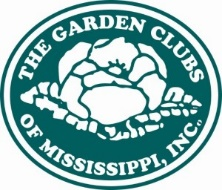 THE GARDEN CLUBS
OF MISSISSIPPI, INC.